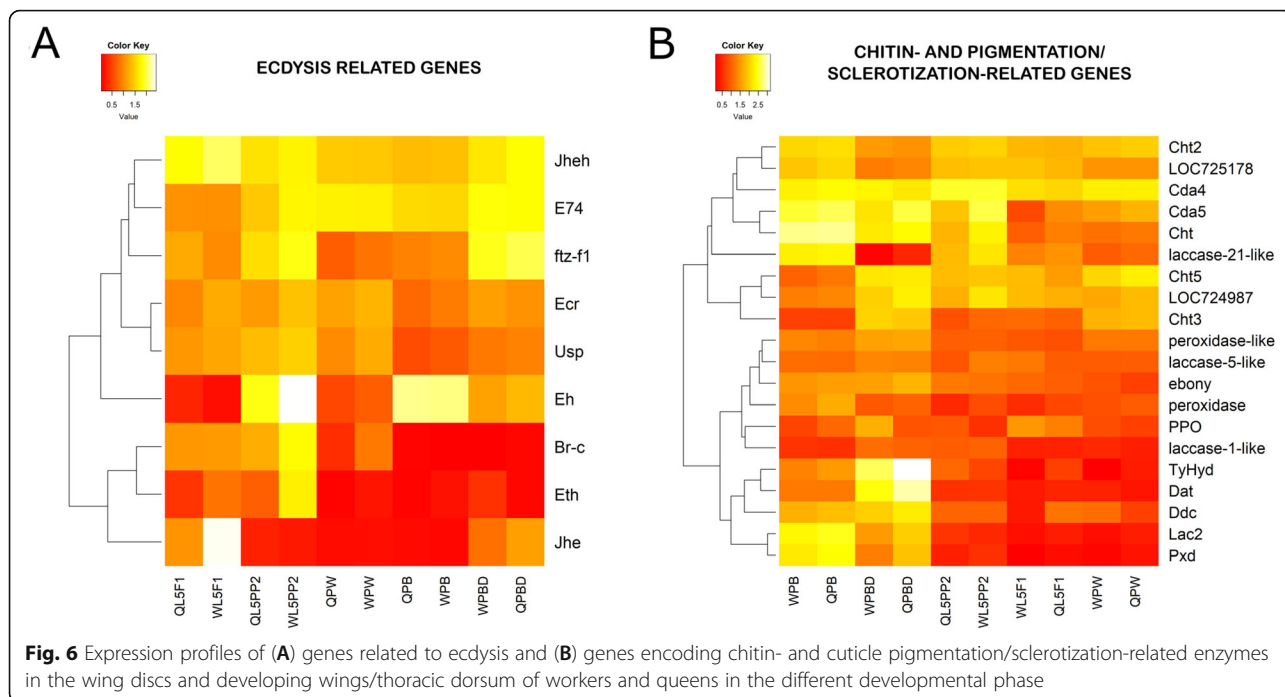 A
Color Key
0.5 1.5
Value
ECDYSIS RELATED GENES
Jheh
E74
ftz-f1
Ecr
Usp
Eh
Br-c
Eth
Jhe
QL5F1
WL5F1
QL5PP2
WL5PP2
QPW
WPW
QPB
WPB
WPBD
QPBD
B
Color Key
0.5 1.5 2.5
Value
CHITIN- AND PIGMENTATION/
SCLEROTIZATION-RELATED GENES
Cht2
LOC725178
Cda4
Cda5
Cht
laccase-21-like
Cht5
LOC724987
Cht3
peroxidase-like
laccase-5-like
ebony
peroxidase
PPO
laccase-1-like
TyHyd
Dat
Ddc
Lac2
Pxd
WPB
QPB
WPBD
QPBD
QL5PP2
WL5PP2
WL5F1
QL5F1
WPW
QPW
Fig. 6 Expression profiles of (A) genes related to ecdysis and (B) genes encoding chitin- and cuticle pigmentation/sclerotization-related enzymes
in the wing discs and developing wings/thoracic dorsum of workers and queens in the different developmental phase